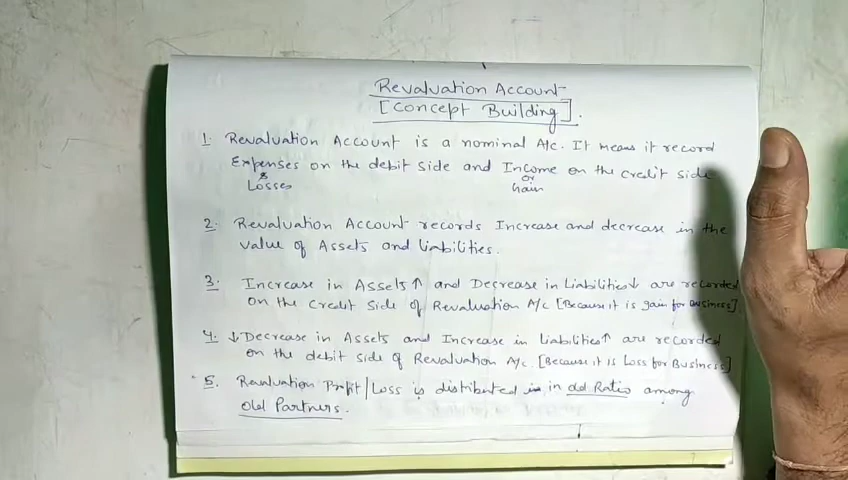 Revaluation Account
[Concept Building].
1. Revaluation Account is a nominal A/c. It Means it record
Expenses on the debit side and Income on the credit side
& Losses
or Gain
2. Revaluation Account records Increase and decrease in the
value of Assets and liabilities.
3. Increase in Assets↑ and Decrease in Liabilities↓ are recorded
on the credit side of Revaluation A/c [Because it is gain for Business]
4. ↓Decrease in Assets and Increase in liabilities↑ are recorded
on the debit side of Revaluation A/c. [Because it is Loss for Business]
5. Revaluation Profit/Loss is distributed in old Ratio among
old Partners.